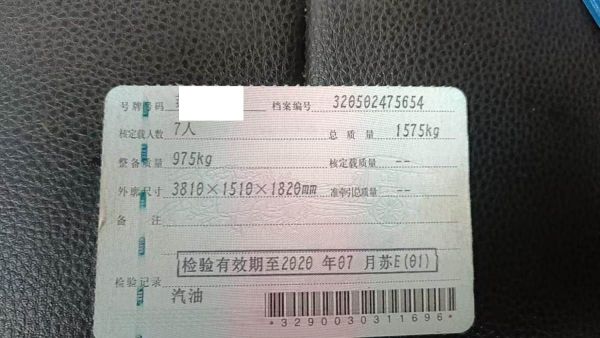 号牌号码 档案编号 320502475654
核定载人数 7人 总质量 1575kg
整备质量 975kg 核定载质量 --
外廓尺寸 3810×1510×1820mm 准牵引总质量 --
备注
检验有效期至2020 年07 月苏E(01)
检验记录
汽油
*3290030311696*